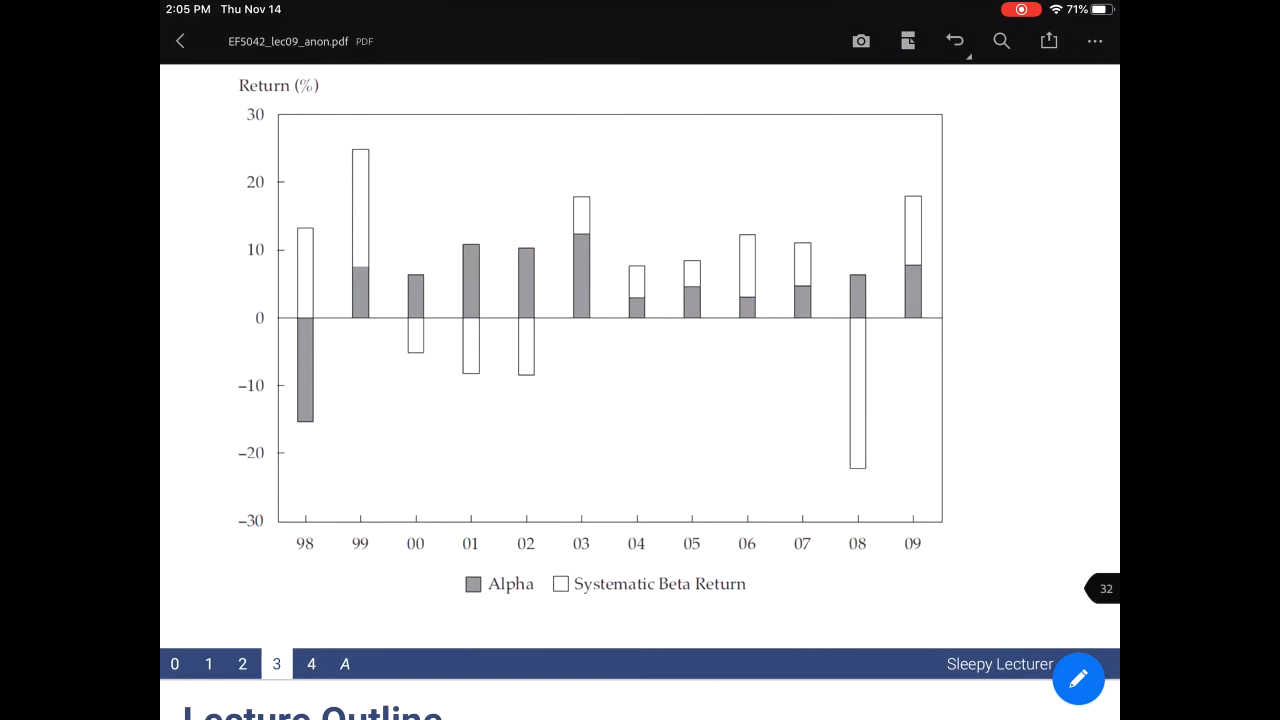 2:05 PM Thu Nov 14 71%
EF5042_lec09_anon.pdf PDF
Return (%)
30
20
10
0
–10
–20
–30
98 99 00 01 02 03 04 05 06 07 08 09
Alpha Systematic Beta Return
32
0 1 2 3 4 A Sleepy Lecturer
Lecture Outline